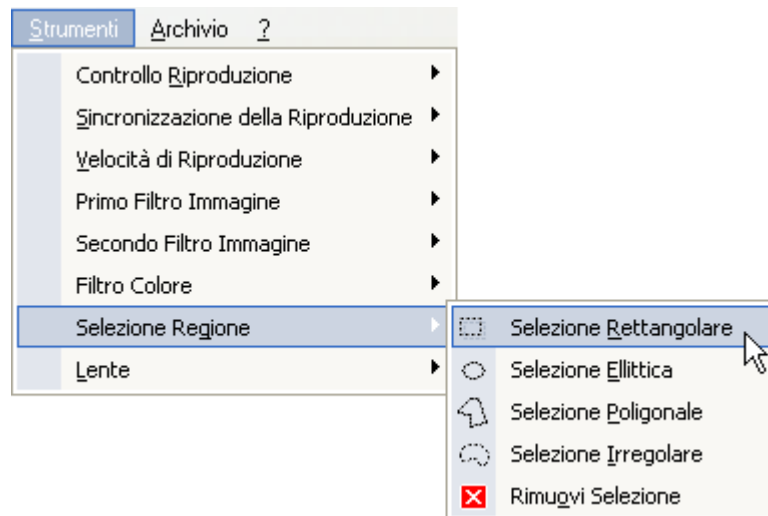 Strumenti Archivio ?
Controllo Riproduzione
Sincronizzazione della Riproduzione
Velocità di Riproduzione
Primo Filtro Immagine
Secondo Filtro Immagine
Filtro Colore
Selezione Regione
Lente
Selezione Rettangolare
Selezione Ellittica
Selezione Poligonale
Selezione Irregolare
Rimuovi Selezione